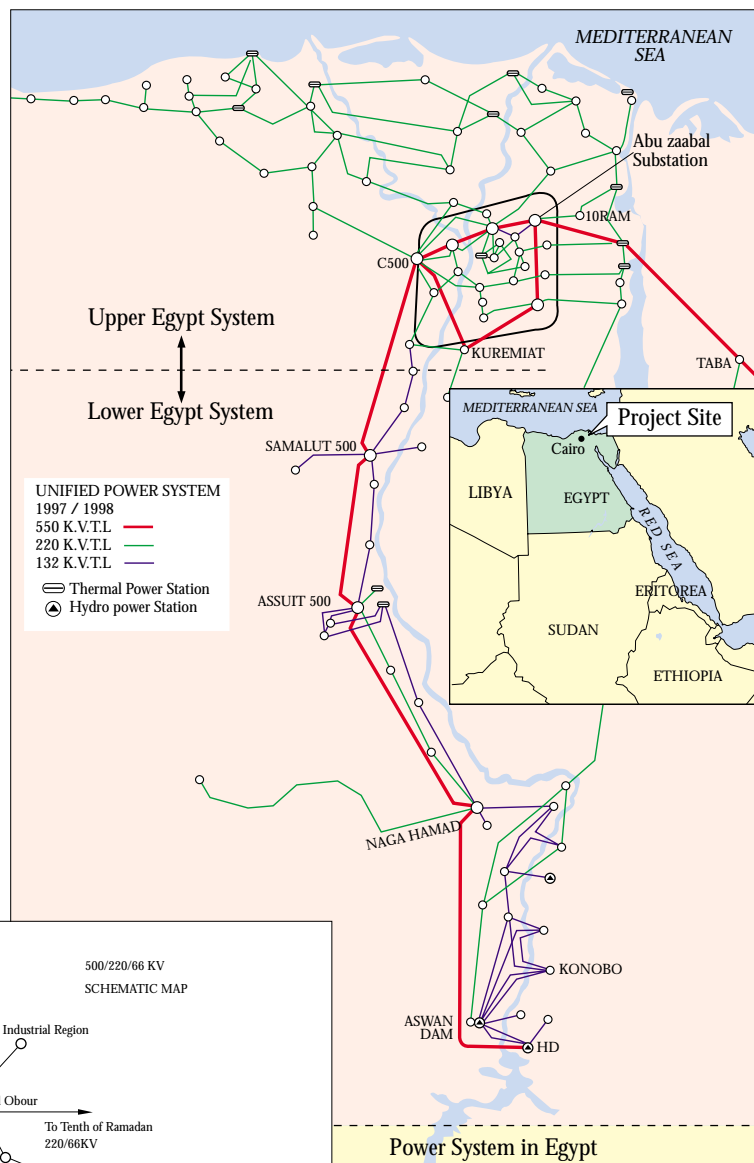 MEDITERRANEAN
SEA
Abu zaabal
Substation
10RAM
C500
Upper Egypt System
KUREMIAT
TABA
Lower Egypt System
MEDITERRANEAN SEA
Project Site
Cairo
SAMALUT 500
LIBYA
EGYPT
RED SEA
UNIFIED POWER SYSTEM
1997 / 1998
550 K.V.T.L
220 K.V.T.L
132 K.V.T.L
Thermal Power Station
Hydro power Station
ASSUIT 500
ERITOREA
SUDAN
ETHIOPIA
NAGA HAMAD
500/220/66 KV
SCHEMATIC MAP
KONOBO
Industrial Region
ASWAN
DAM
HD
Obour
To Tenth of Ramadan
220/66KV
Power System in Egypt